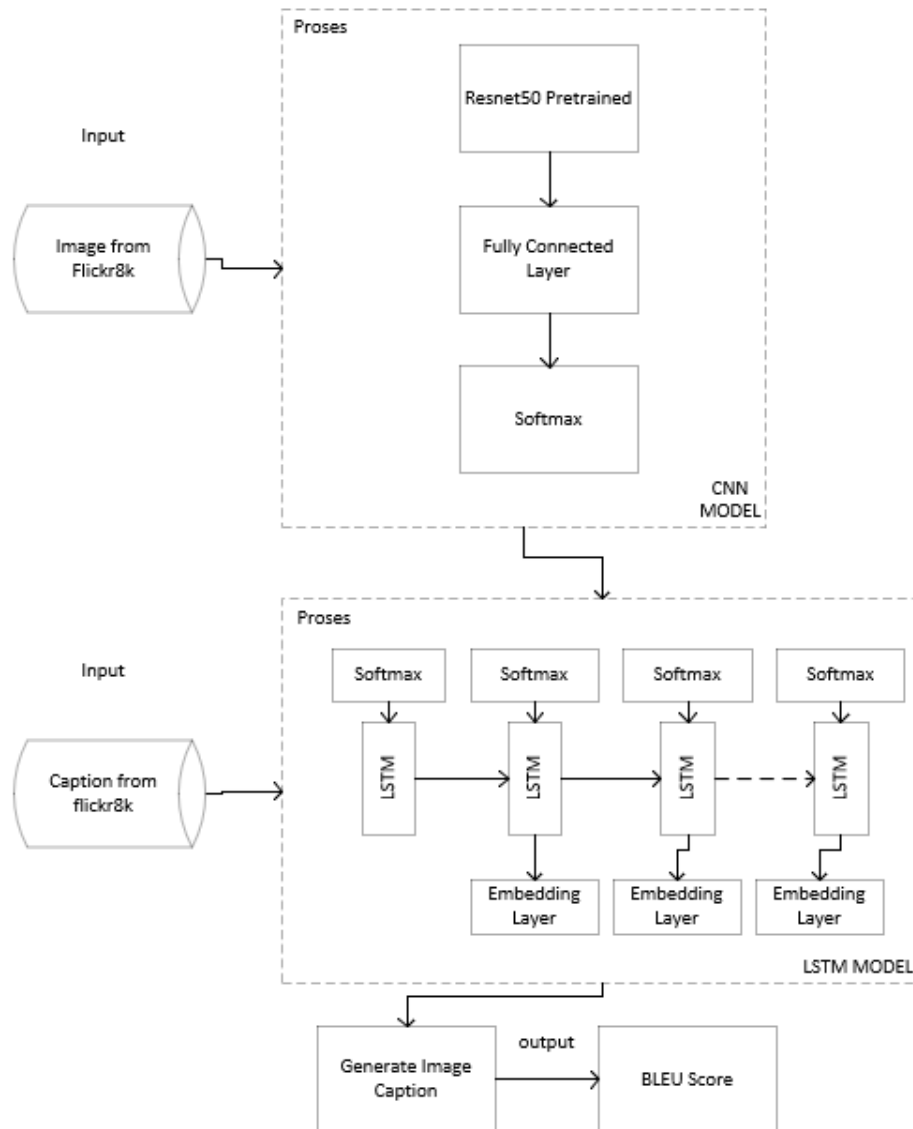 Proses
Resnet50 Pretrained
Input
Image from
Flickr8k
Fully Connected
Layer
Softmax
CNN
MODEL
Proses
Input
Softmax
Softmax
Softmax
Softmax
Caption from
flickr8k
LSTM
LSTM
LSTM
LSTM
Embedding
Layer
Embedding
Layer
Embedding
Layer
LSTM MODEL
Generate Image
Caption
output
BLEU Score